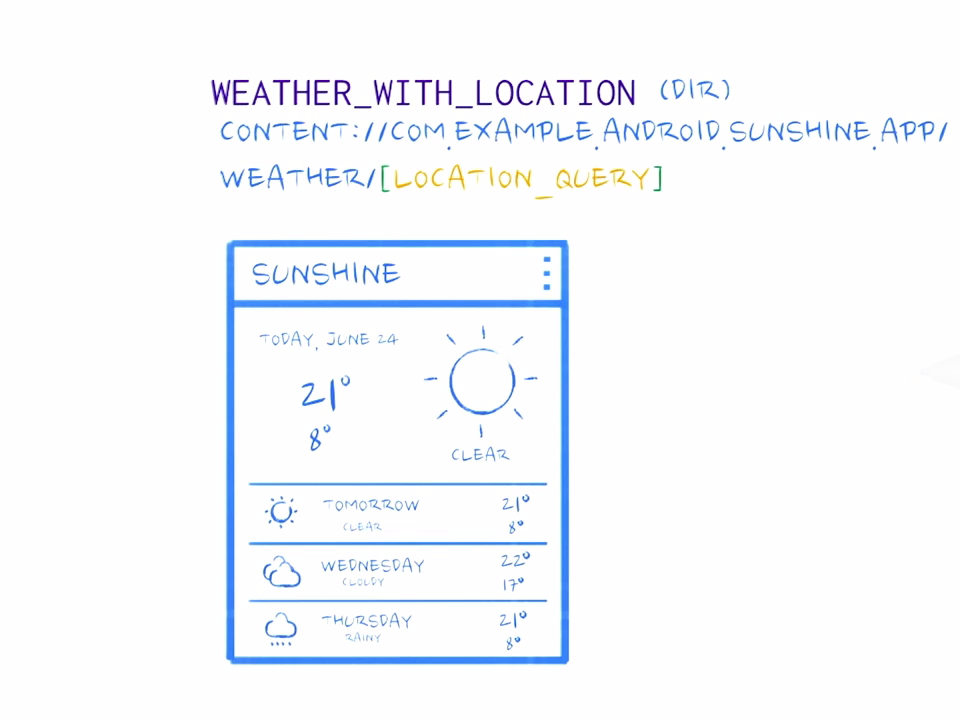 WEATHER_WITH_LOCATION (DIR)
CONTENT://COM.EXAMPLE.ANDROID.SUNSHINE.APP/
WEATHER/[LOCATION_QUERY]
SUNSHINE
TODAY, JUNE 24
21°
8°
CLEAR
TOMORROW 21°
CLEAR 8°
WEDNESDAY 22°
CLOUDY 17°
THURSDAY 21°
RAINY 8°